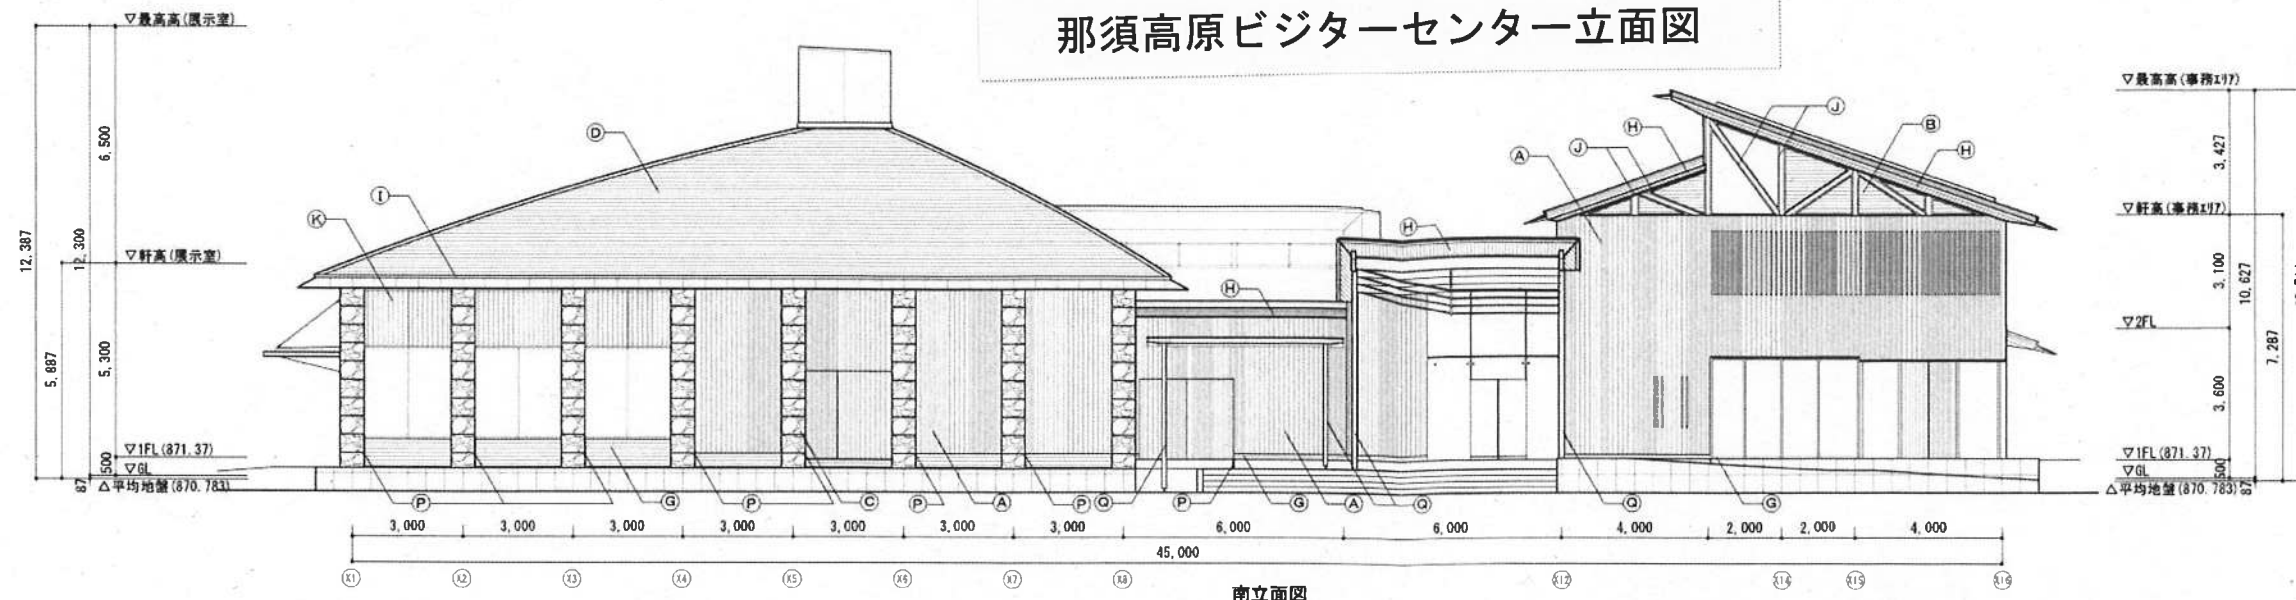 那須高原ビジターセンター立面図
▽最高高(展示室)
▽軒高(展示室)
▽1FL(871.37)
▽GL
△平均地盤(870.783)
12,387
5,887
6,500
12,300
5,300
500
87
▽最高高(事務エリア)
▽軒高(事務エリア)
▽2FL
▽1FL(871.37)
▽GL
△平均地盤(870.783)
3,427
3,100
3,600
500
87
10,627
7,287
D
I
K
H
H
A
J
H
J
B
H
P
G
P
C
P
A
P
Q
P
G
A
Q
Q
G
3,000
3,000
3,000
3,000
3,000
3,000
3,000
6,000
6,000
4,000
2,000
2,000
4,000
45,000
X1
X2
X3
X4
X5
X6
X7
X8
X12
X14
X15
X16
南立面図